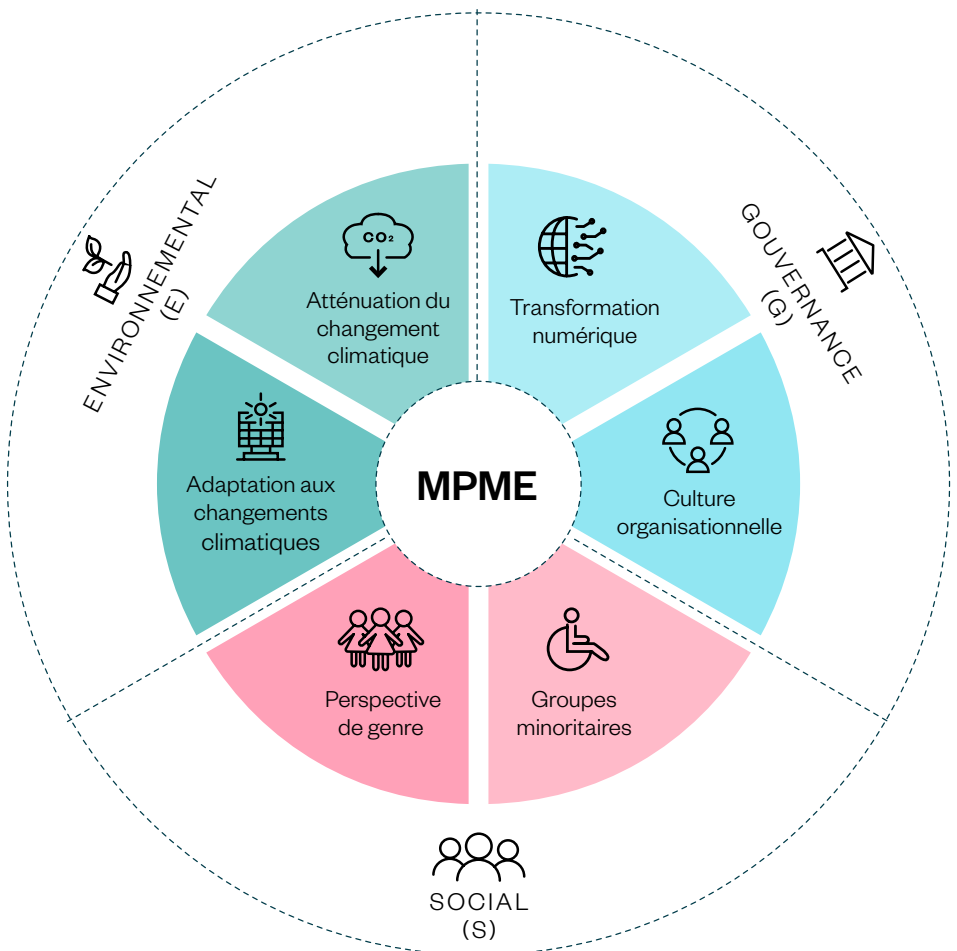 ENVIRONNEMENTAL
(E)
GOUVERNANCE
(G)
CO₂
Atténuation du
changement
climatique
Transformation
numérique
Adaptation aux
changements
climatiques
MPME
Culture
organisationnelle
Perspective
de genre
Groupes
minoritaires
SOCIAL
(S)